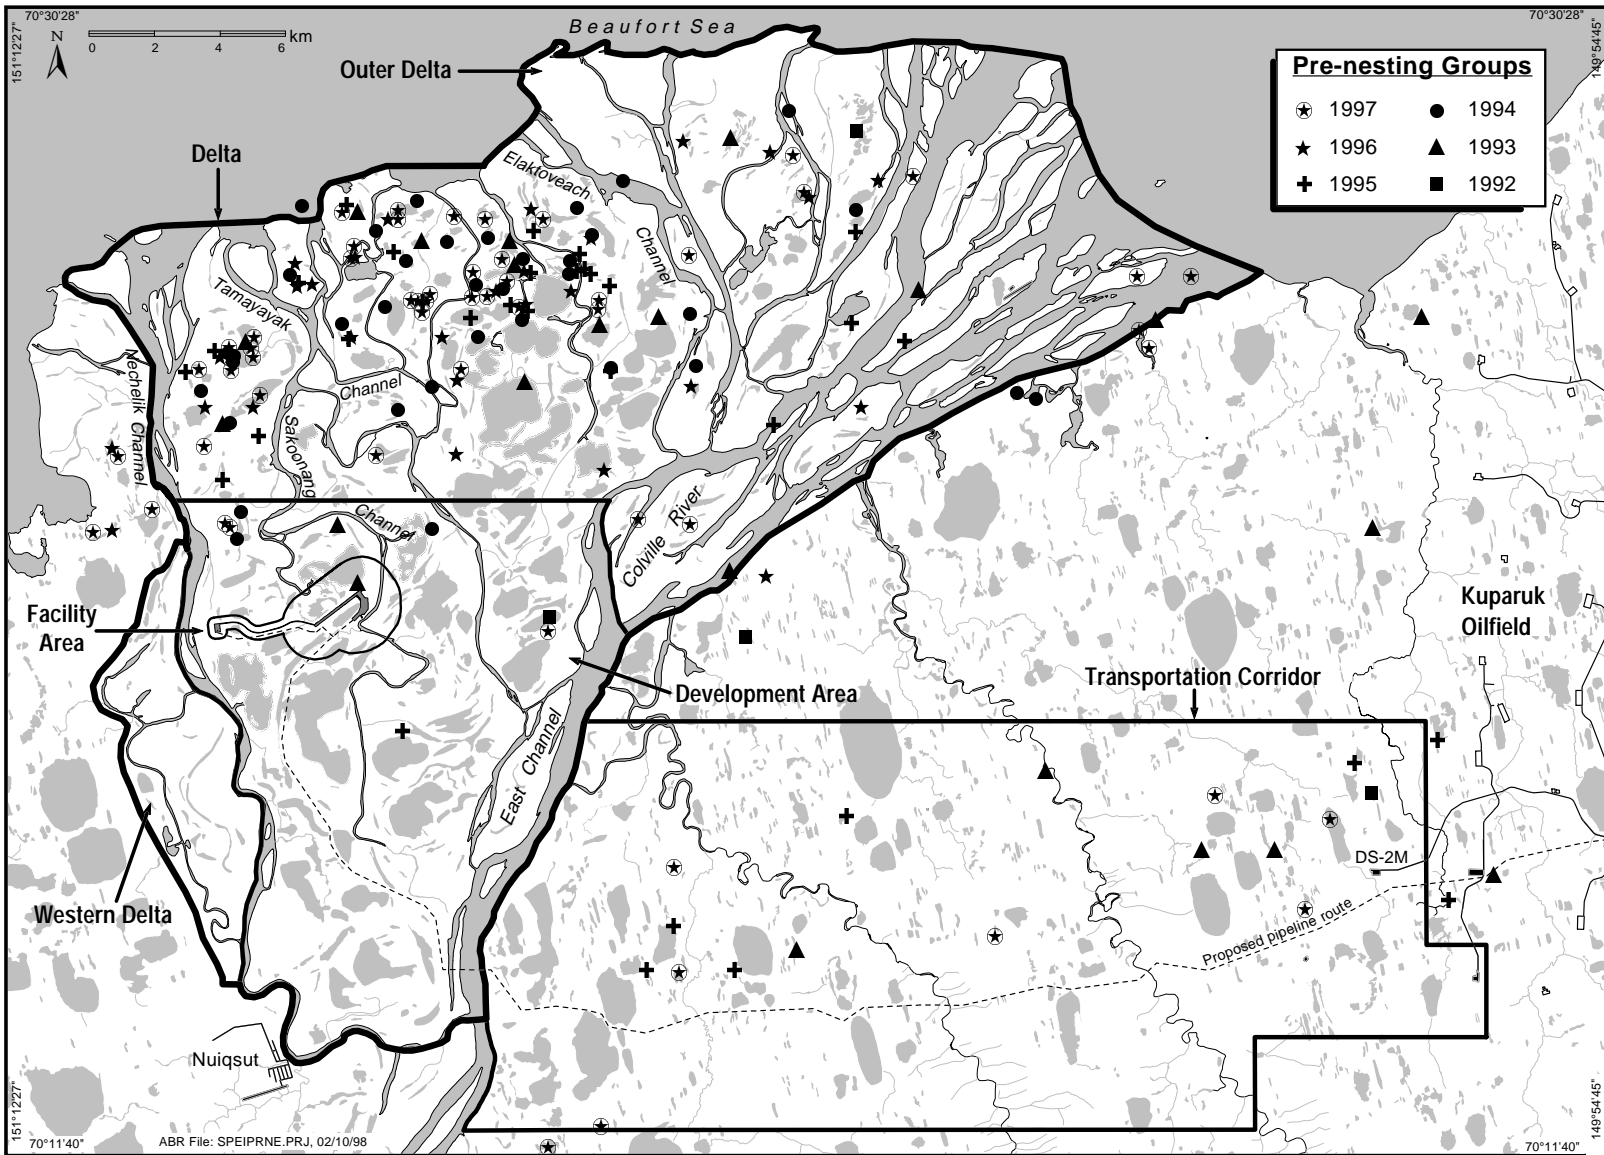 70°30'28"
70°30'28"
151°12'27"
149°54'45"
N
0 2 4 6 km
Beaufort Sea
Outer Delta
Pre-nesting Groups
1997 1994
1996 1993
1995 1992
Delta
Elaktoveach
Channel
Tamayayak
Channel
Nechelik Channel
Sakoonang
Channel
Colville River
Facility
Area
Kuparuk
Oilfield
Development Area
Transportation Corridor
East Channel
DS-2M
Western Delta
Proposed pipeline route
Nuiqsut
151°12'27"
149°54'45"
70°11'40"
ABR File: SPEIPRNE.PRJ, 02/10/98
70°11'40"